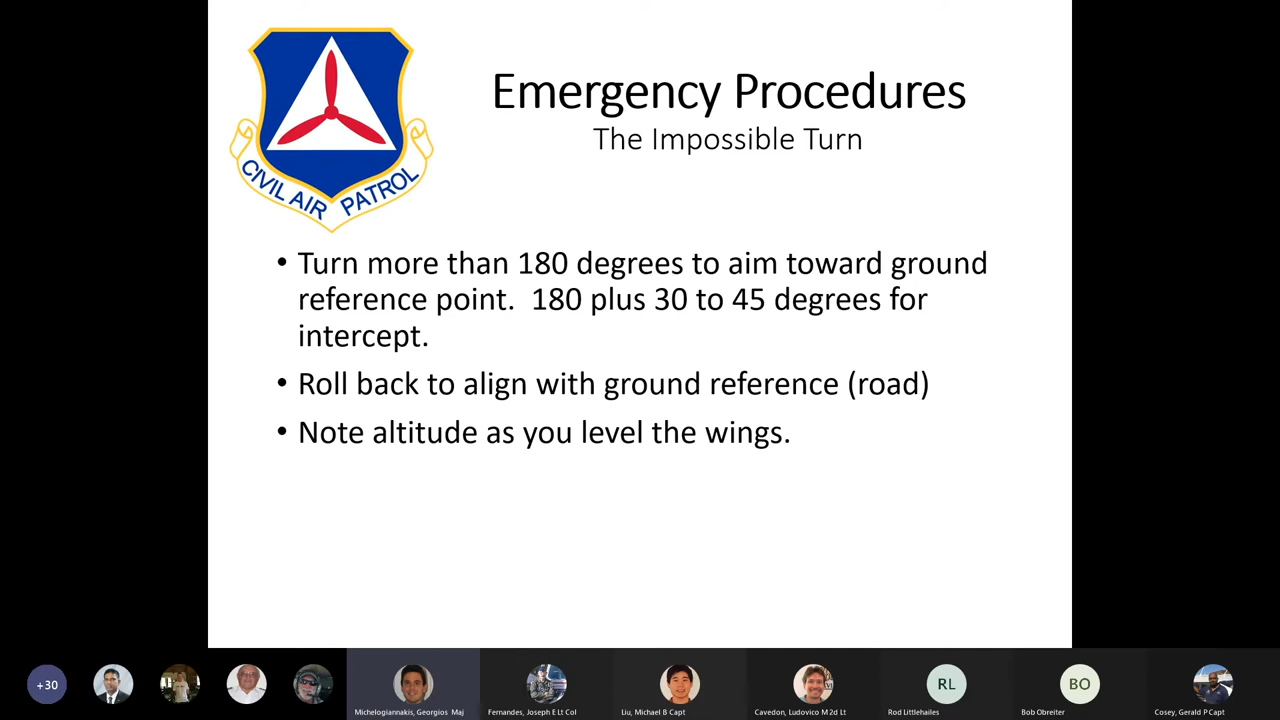 CIVIL AIR PATROL
Emergency Procedures
The Impossible Turn
• Turn more than 180 degrees to aim toward ground
reference point.  180 plus 30 to 45 degrees for
intercept.
• Roll back to align with ground reference (road)
• Note altitude as you level the wings.
+30
RL
BO
Michelogiannakis, Georgios Maj
Fernandes, Joseph E Lt Col
Liu, Michael B Capt
Cavedon, Ludovico M 2d Lt
Rod Littlehailes
Bob Obreiter
Cosey, Gerald P Capt